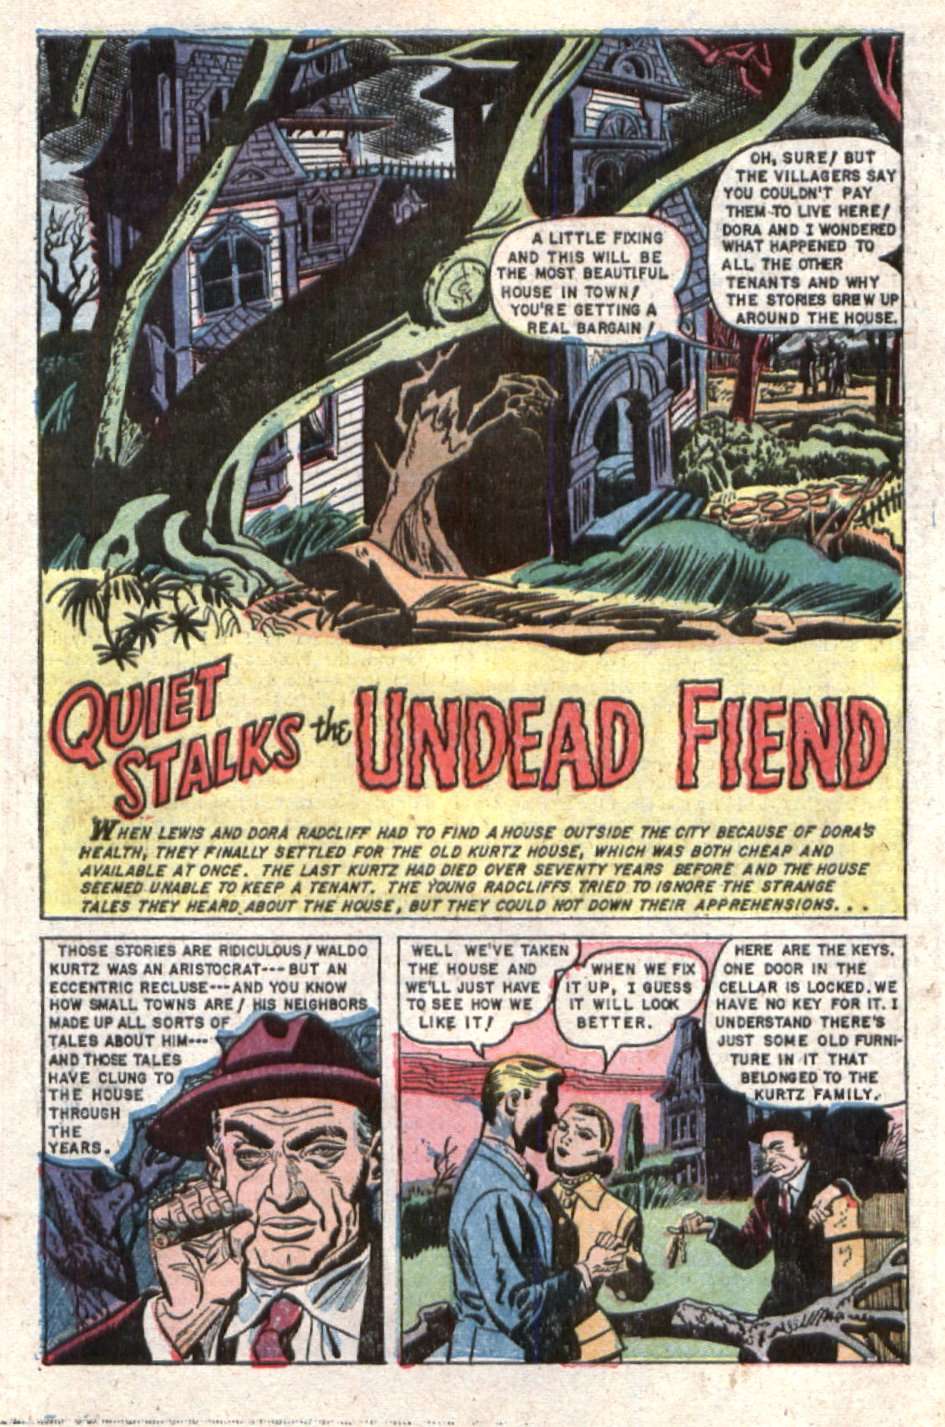 A LITTLE FIXING
AND THIS WILL BE
THE MOST BEAUTIFUL
HOUSE IN TOWN!
YOU'RE GETTING A
REAL BARGAIN!
OH, SURE! BUT
THE VILLAGERS SAY
YOU COULDN'T PAY
THEM TO LIVE HERE!
DORA AND I WONDERED
WHAT HAPPENED TO
ALL THE OTHER
TENANTS AND WHY
THE STORIES GREW UP
AROUND THE HOUSE.
QUIET
STALKS the UNDEAD FIEND
WHEN LEWIS AND DORA RADCLIFF HAD TO FIND A HOUSE OUTSIDE THE CITY BECAUSE OF DORA'S
HEALTH, THEY FINALLY SETTLED FOR THE OLD KURTZ HOUSE, WHICH WAS BOTH CHEAP AND
AVAILABLE AT ONCE. THE LAST KURTZ HAD DIED OVER SEVENTY YEARS BEFORE AND THE HOUSE
SEEMED UNABLE TO KEEP A TENANT. THE YOUNG RADCLIFFS TRIED TO IGNORE THE STRANGE
TALES THEY HEARD ABOUT THE HOUSE, BUT THEY COULD NOT DOWN THEIR APPREHENSIONS...
THOSE STORIES ARE RIDICULOUS! WALDO
KURTZ WAS AN ARISTOCRAT---BUT AN
ECCENTRIC RECLUSE---AND YOU KNOW
HOW SMALL TOWNS ARE! HIS NEIGHBORS
MADE UP ALL SORTS OF
TALES ABOUT HIM---
AND THOSE TALES
HAVE CLUNG TO
THE HOUSE
THROUGH
THE
YEARS.
WELL WE'VE TAKEN
THE HOUSE AND
WE'LL JUST HAVE
TO SEE HOW WE
LIKE IT!
WHEN WE FIX
IT UP, I GUESS
IT WILL LOOK
BETTER.
HERE ARE THE KEYS.
ONE DOOR IN THE
CELLAR IS LOCKED. WE
HAVE NO KEY FOR IT. I
UNDERSTAND THERE'S
JUST SOME OLD FURNI-
TURE IN IT THAT
BELONGED TO THE
KURTZ FAMILY.